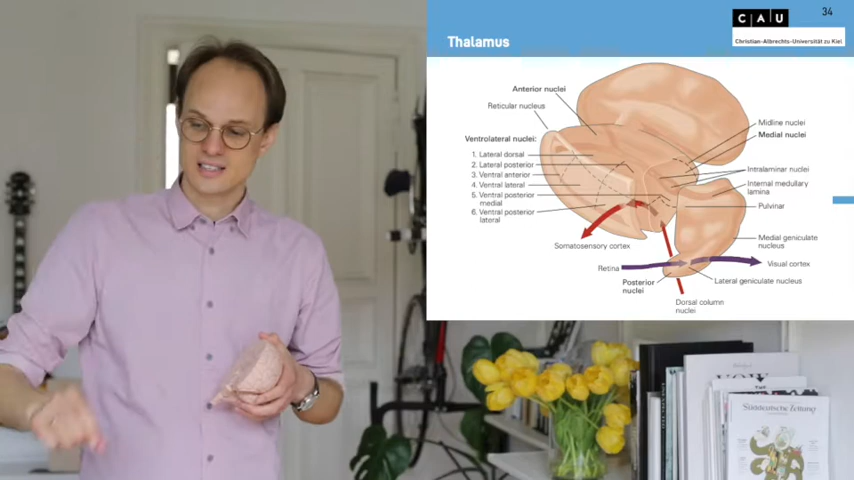 34
CAU
Christian-Albrechts-Universität zu Kiel
Thalamus
Anterior nuclei
Reticular nucleus
Ventrolateral nuclei:
1. Lateral dorsal
2. Lateral posterior
3. Ventral anterior
4. Ventral lateral
5. Ventral posterior
medial
6. Ventral posterior
lateral
Midline nuclei
Medial nuclei
Intralaminar nuclei
Internal medullary
lamina
Pulvinar
Medial geniculate
nucleus
Somatosensory cortex
Retina
Visual cortex
Posterior
nuclei
Lateral geniculate nucleus
Dorsal column
nuclei
Süddeutsche Zeitung